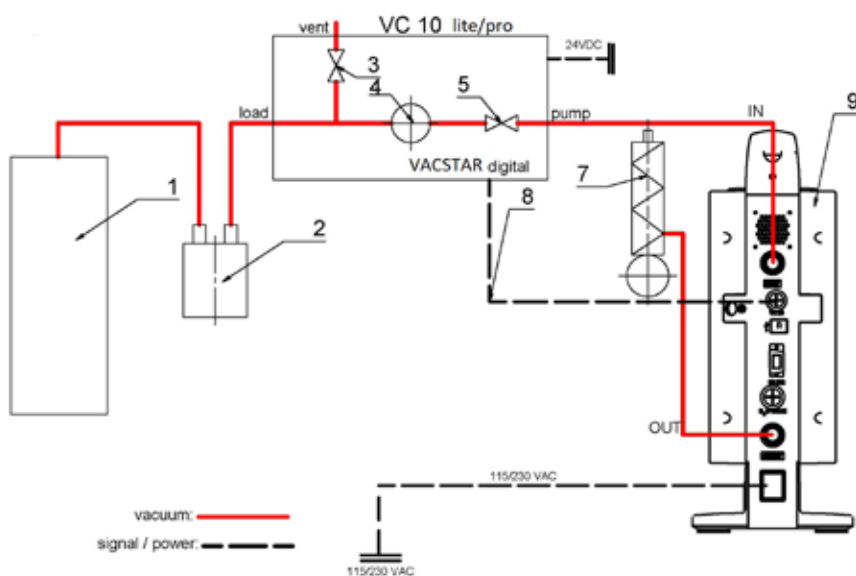 vent
VC 10 lite/pro
24VDC
3
4
5
load
pump
IN
9
VACSTAR digital
7
1
8
2
OUT
115/230 VAC
vacuum:
signal / power:
115/230 VAC